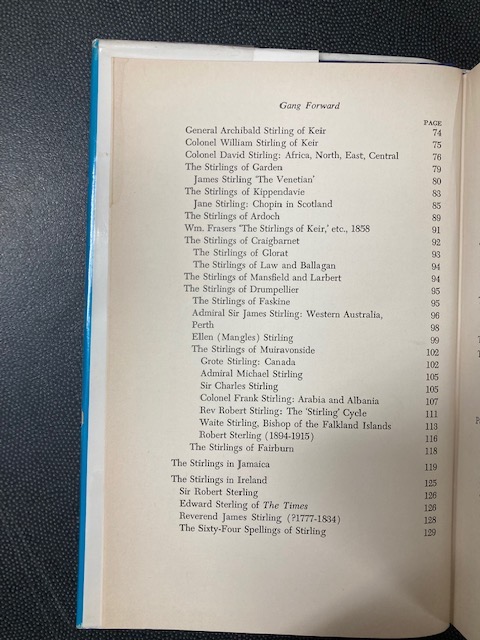 Gang Forward
PAGE
General Archibald Stirling of Keir 74
Colonel William Stirling of Keir 75
Colonel David Stirling: Africa, North, East, Central 76
The Stirlings of Garden 79
James Stirling 'The Venetian' 80
The Stirlings of Kippendavie 83
Jane Stirling: Chopin in Scotland 85
The Stirlings of Ardoch 89
Wm. Frasers 'The Stirlings of Keir,' etc., 1858 91
The Stirlings of Craigbarnet 92
The Stirlings of Glorat 93
The Stirlings of Law and Ballagan 94
The Stirlings of Mansfield and Larbert 94
The Stirlings of Drumpellier 95
The Stirlings of Faskine 95
Admiral Sir James Stirling: Western Australia, 96
Perth 98
Ellen (Mangles) Stirling 99
The Stirlings of Muiravonside 102
Grote Stirling: Canada 102
Admiral Michael Stirling 105
Sir Charles Stirling 105
Colonel Frank Stirling: Arabia and Albania 107
Rev Robert Stirling: The 'Stirling' Cycle 111
Waite Stirling, Bishop of the Falkland Islands 113
Robert Sterling (1894-1915) 116
The Stirlings of Fairburn 118
The Stirlings in Jamaica 119
The Stirlings in Ireland 125
Sir Robert Sterling 126
Edward Sterling of The Times 126
Reverend James Stirling (?1777-1834) 128
The Sixty-Four Spellings of Stirling 129